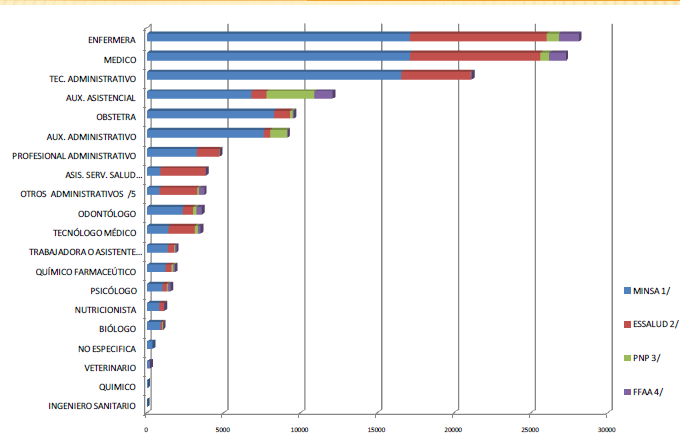 ENFERMERA
MEDICO
TEC. ADMINISTRATIVO
AUX. ASISTENCIAL
OBSTETRA
AUX. ADMINISTRATIVO
PROFESIONAL ADMINISTRATIVO
ASIS. SERV. SALUD...
OTROS ADMINISTRATIVOS /5
ODONTÓLOGO
TECNÓLOGO MÉDICO
TRABAJADORA O ASISTENTE...
QUÍMICO FARMACEÚTICO
PSICÓLOGO
NUTRICIONISTA
BIÓLOGO
NO ESPECIFICA
VETERINARIO
QUIMICO
INGENIERO SANITARIO
0 5000 10000 15000 20000 25000 30000
MINSA 1/
ESSALUD 2/
PNP 3/
FFAA 4/